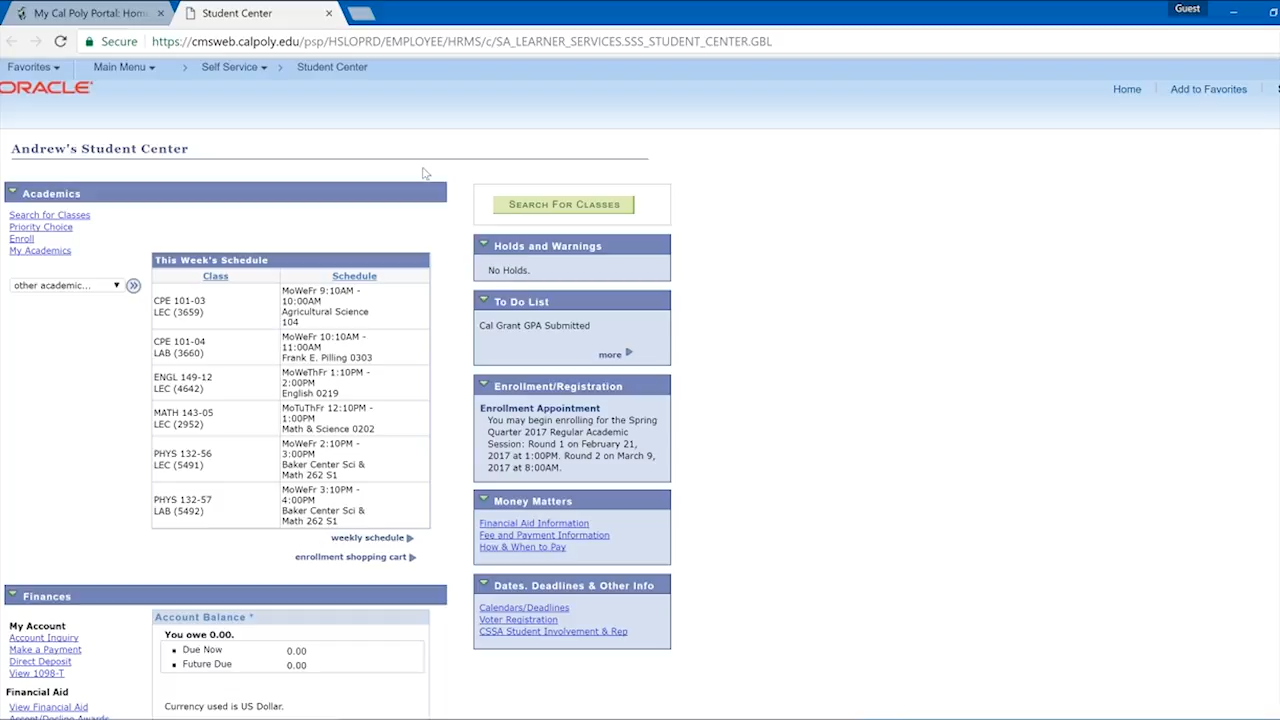 My Cal Poly Portal: Hom
Student Center
Guest
Secure https://cmsweb.calpoly.edu/psp/HSLOPRD/EMPLOYEE/HRMS/c/SA_LEARNER_SERVICES.SSS_STUDENT_CENTER.GBL
Favorites Main Menu Self Service Student Center
ORACLE
Home Add to Favorites
Andrew's Student Center
Academics
Search for Classes
Priority Choice
Enroll
My Academics
other academic...
This Week's Schedule
Class Schedule
CPE 101-03
LEC (3659)
MoWeFr 9:10AM -
10:00AM
Agricultural Science
104
CPE 101-04
LAB (3660)
MoWeFr 10:10AM -
11:00AM
Frank E. Pilling 0303
ENGL 149-12
LEC (4642)
MoWeThFr 1:10PM -
2:00PM
English 0219
MATH 143-05
LEC (2952)
MoTuThFr 12:10PM -
1:00PM
Math & Science 0202
PHYS 132-56
LEC (5491)
MoWeFr 2:10PM -
3:00PM
Baker Center Sci &
Math 262 S1
PHYS 132-57
LAB (5492)
MoWeFr 3:10PM -
4:00PM
Baker Center Sci &
Math 262 S1
weekly schedule
enrollment shopping cart
Finances
My Account
Account Inquiry
Make a Payment
Direct Deposit
View 1098-T
Financial Aid
View Financial Aid
Accept/Decline Awards
Account Balance *
You owe 0.00.
Due Now 0.00
Future Due 0.00
Currency used is US Dollar.
Search For Classes
Holds and Warnings
No Holds.
To Do List
Cal Grant GPA Submitted
more
Enrollment/Registration
Enrollment Appointment
You may begin enrolling for the Spring
Quarter 2017 Regular Academic
Session: Round 1 on February 21,
2017 at 1:00PM. Round 2 on March 9,
2017 at 8:00AM.
Money Matters
Financial Aid Information
Fee and Payment Information
How & When to Pay
Dates. Deadlines & Other Info
Calendars/Deadlines
Voter Registration
CSSA Student Involvement & Rep